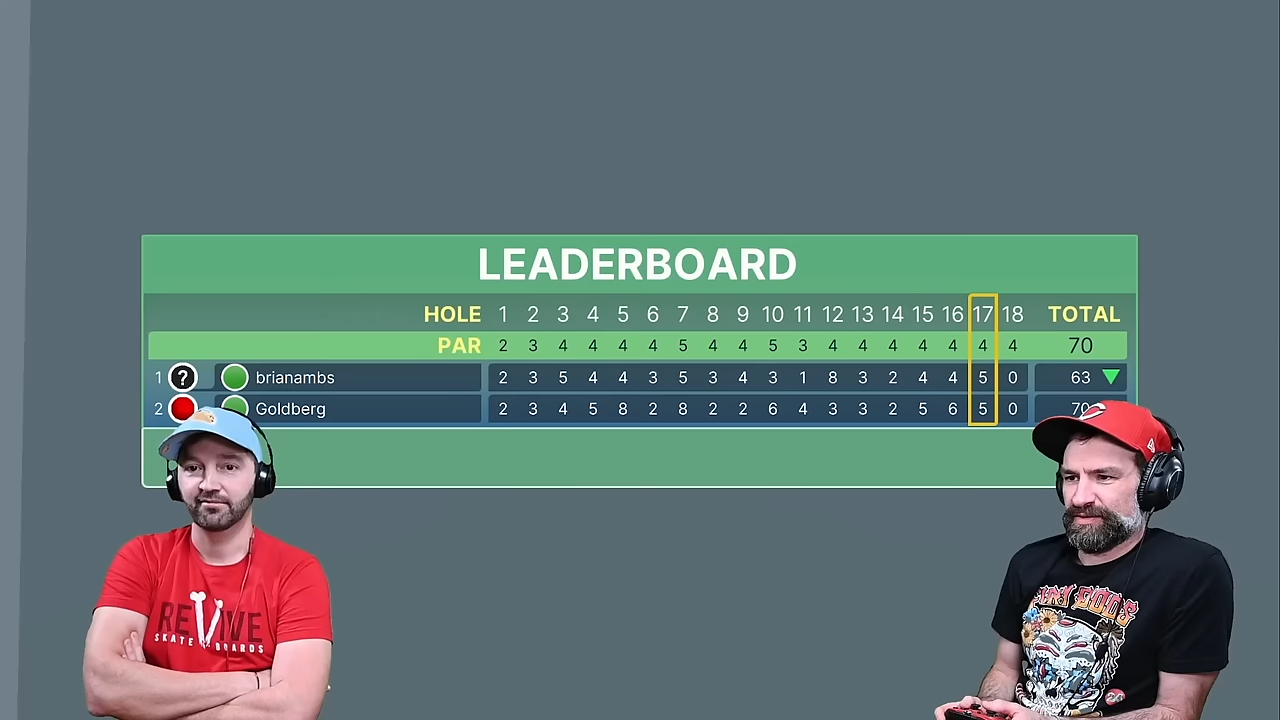 LEADERBOARD
HOLE 1 2 3 4 5 6 7 8 9 10 11 12 13 14 15 16 17 18 TOTAL
PAR 2 3 4 4 4 4 5 4 4 5 3 4 4 4 4 4 4 4 70
1 ? brianambs 2 3 5 4 4 3 5 3 4 3 1 8 3 2 4 4 5 0 63
2 Goldberg 2 3 4 5 8 2 8 2 2 6 4 3 3 2 5 6 5 0 70
REVIVE
SKATEBOARDS